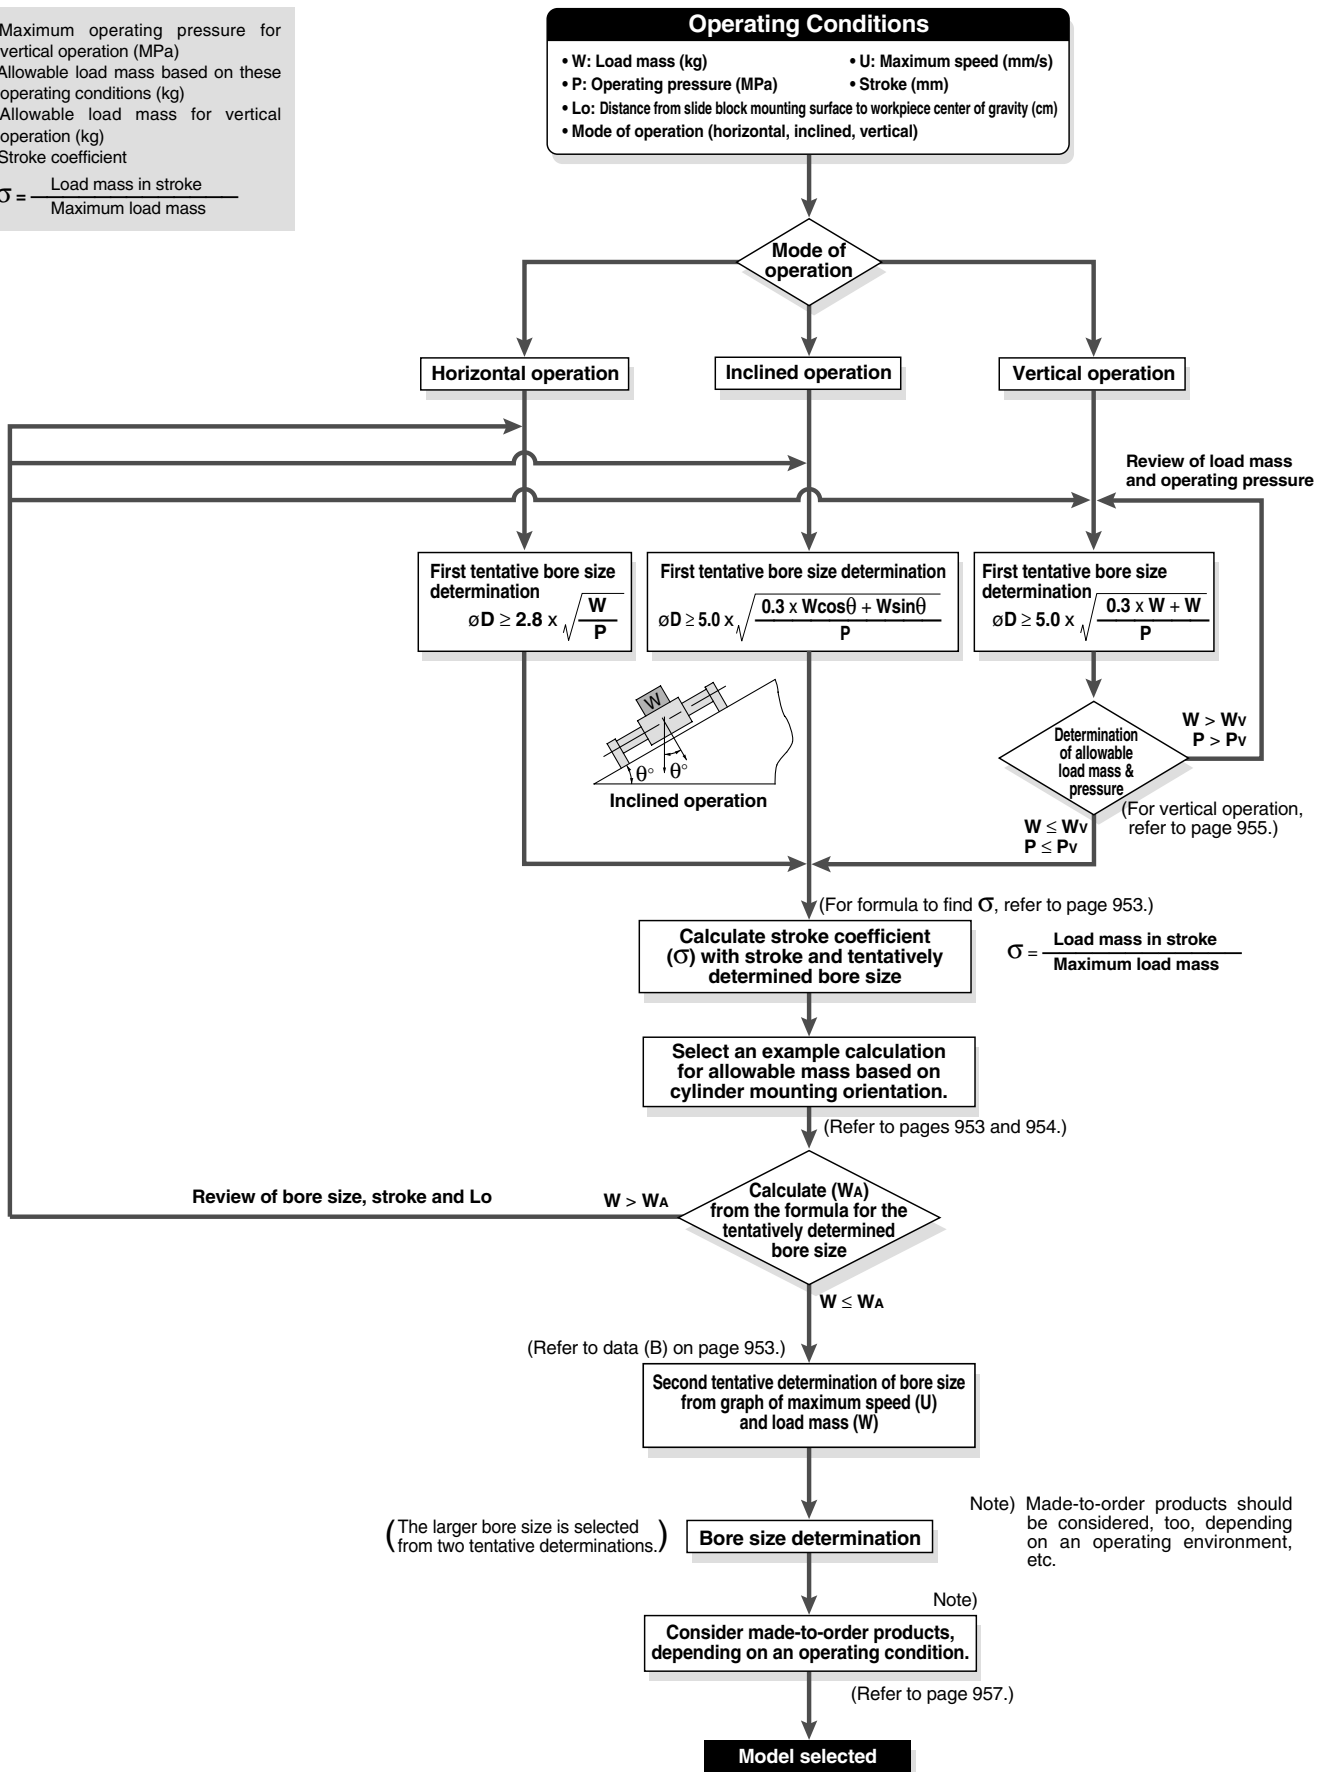 Maximum operating pressure for
vertical operation (MPa)
Allowable load mass based on these
operating conditions (kg)
Allowable load mass for vertical
operation (kg)
Stroke coefficient
σ = Load mass in stroke
Maximum load mass
Operating Conditions
• W: Load mass (kg) • U: Maximum speed (mm/s)
• P: Operating pressure (MPa) • Stroke (mm)
• Lo: Distance from slide block mounting surface to workpiece center of gravity (cm)
• Mode of operation (horizontal, inclined, vertical)
Mode of
operation
Horizontal operation
Inclined operation
Vertical operation
Review of load mass
and operating pressure
First tentative bore size
determination
øD ≥ 2.8 x √ W
P
First tentative bore size determination
øD ≥ 5.0 x √ 0.3 x Wcosθ + Wsinθ
P
First tentative bore size
determination
øD ≥ 5.0 x √ 0.3 x W + W
P
W
θ° θ°
Inclined operation
Determination
of allowable
load mass &
pressure
W > Wv
P > Pv
(For vertical operation,
refer to page 955.)
W ≤ Wv
P ≤ Pv
(For formula to find σ, refer to page 953.)
Calculate stroke coefficient
(σ) with stroke and tentatively
determined bore size
σ = Load mass in stroke
Maximum load mass
Select an example calculation
for allowable mass based on
cylinder mounting orientation.
(Refer to pages 953 and 954.)
Review of bore size, stroke and Lo
W > WA
Calculate (WA)
from the formula for the
tentatively determined
bore size
W ≤ WA
(Refer to data (B) on page 953.)
Second tentative determination of bore size
from graph of maximum speed (U)
and load mass (W)
(The larger bore size is selected
from two tentative determinations.)
Bore size determination
Note) Made-to-order products should
be considered, too, depending
on an operating environment,
etc.
Note)
Consider made-to-order products,
depending on an operating condition.
(Refer to page 957.)
Model selected